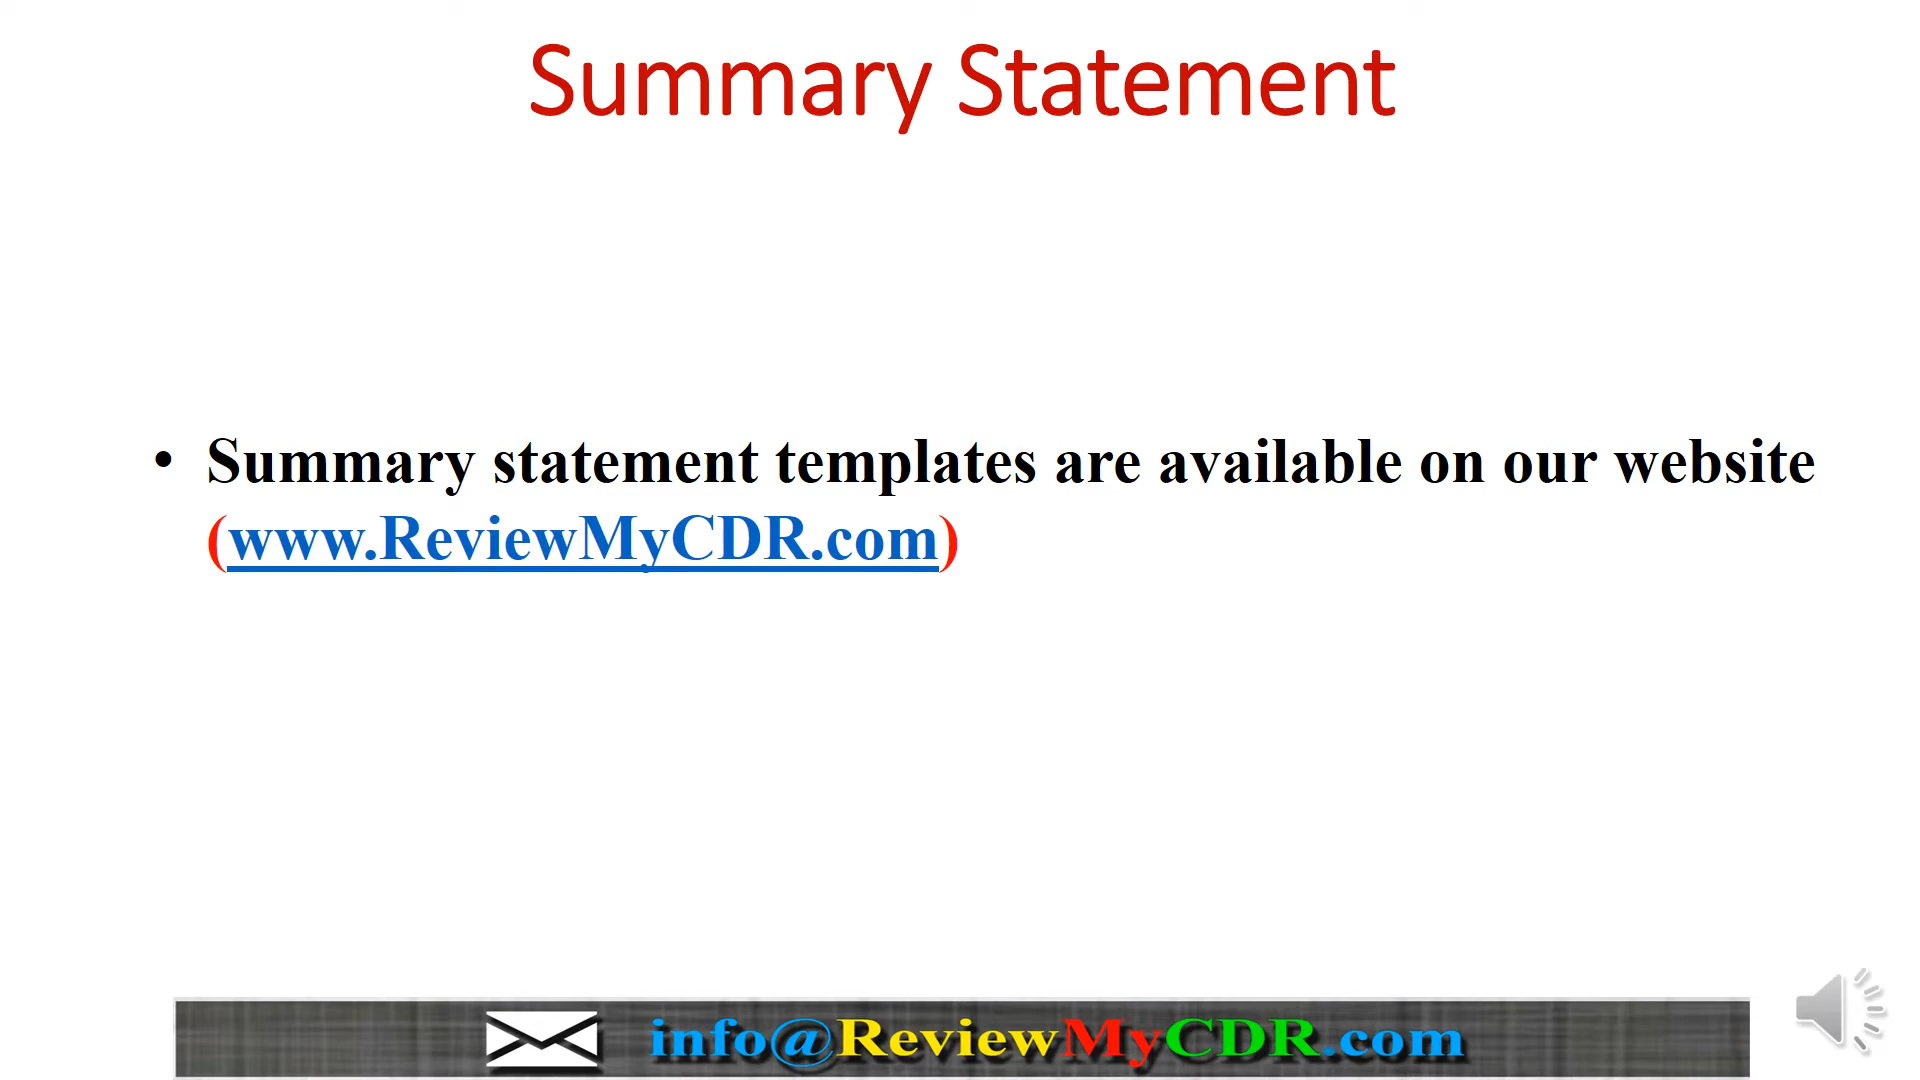 Summary Statement
• Summary statement templates are available on our website
(www.ReviewMyCDR.com)
info@ReviewMyCDR.com